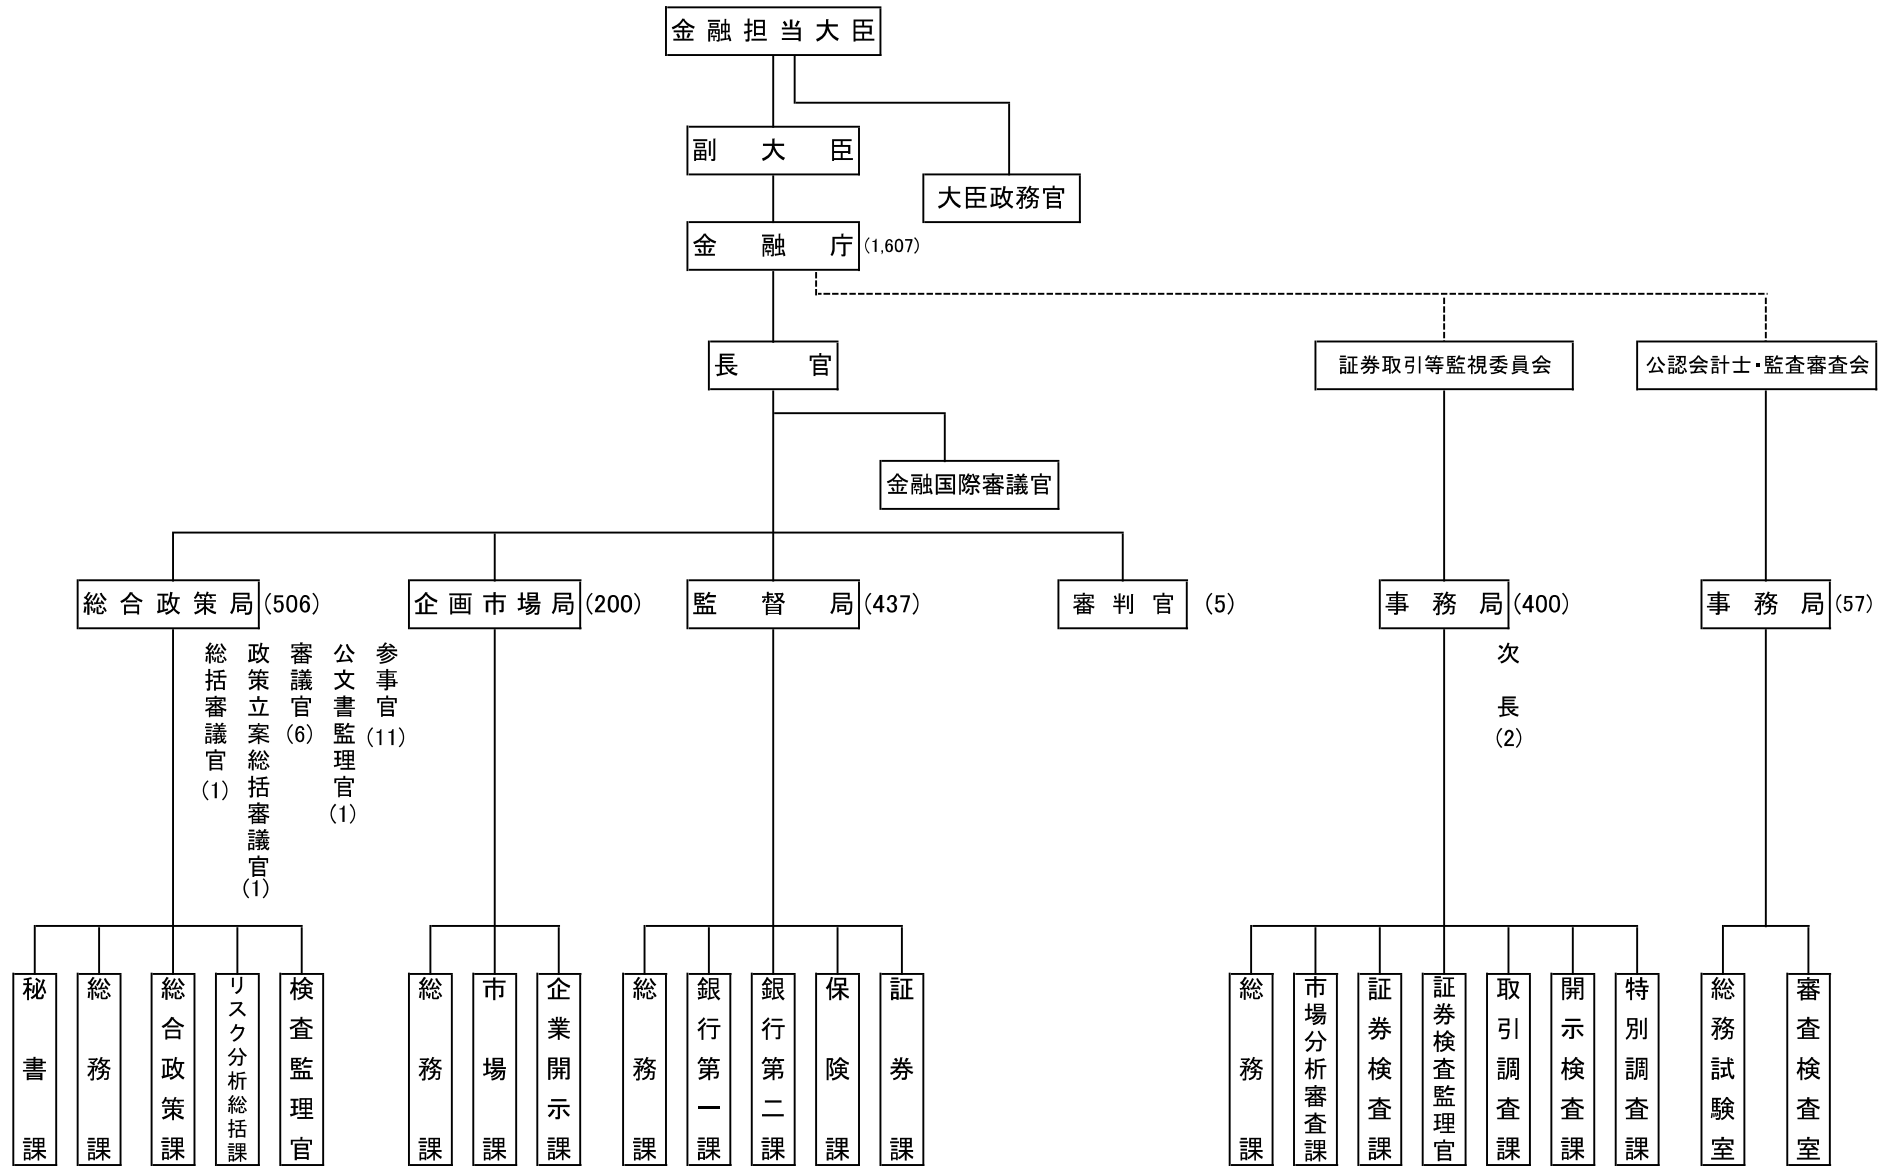 金融担当大臣
副大臣
大臣政務官
金融庁(1,607)
長官
証券取引等監視委員会
公認会計士・監査審査会
金融国際審議官
総合政策局(506)
企画市場局(200)
監督局(437)
審判官(5)
事務局(400)
事務局(57)
総括審議官(1)
政策立案総括審議官(1)
審議官(6)
公文書監理官(1)
参事官(11)
次長(2)
秘書課
総務課
総合政策課
リスク分析総括課
検査監理官
総務課
市場課
企業開示課
総務課
銀行第一課
銀行第二課
保険課
証券課
総務課
市場分析審査課
証券検査課
証券検査監理官
取引調査課
開示検査課
特別調査課
総務試験室
審査検査室